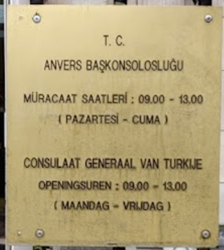 T. C.
ANVERS BAŞKONSOLOSLUĞU
MÜRACAAT SAATLERİ : 09.00 - 13.00
( PAZARTESİ - CUMA )
CONSULAAT GENERAAL VAN TURKIJE
OPENINGSUREN : 09.00 - 13.00
( MAANDAG - VRIJDAG )